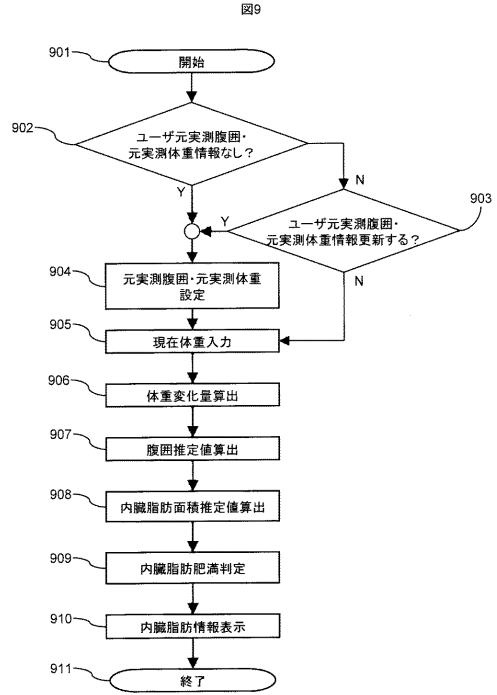 図9
901
開始
902
ユーザ元実測腹囲・
元実測体重情報なし？
Y
N
903
ユーザ元実測腹囲・
元実測体重情報更新する？
Y
N
904
元実測腹囲・元実測体重
設定
905
現在体重入力
906
体重変化量算出
907
腹囲推定値算出
908
内臓脂肪面積推定値算出
909
内臓脂肪肥満判定
910
内臓脂肪情報表示
911
終了